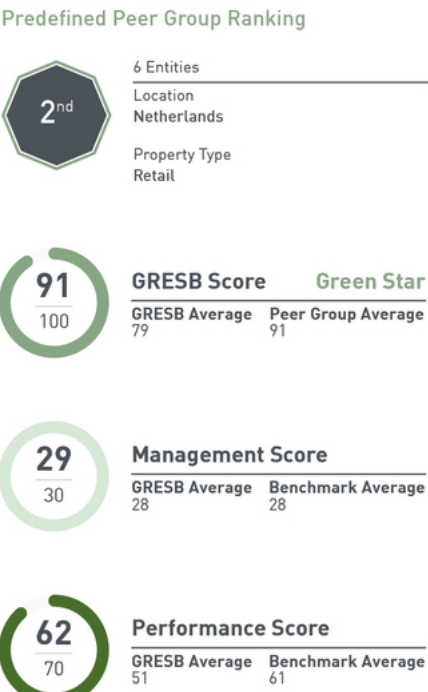 Predefined Peer Group Ranking
2nd
6 Entities
Location
Netherlands
Property Type
Retail
91
100
GRESB Score Green Star
GRESB Average Peer Group Average
79 91
29
30
Management Score
GRESB Average Benchmark Average
28 28
62
70
Performance Score
GRESB Average Benchmark Average
51 61